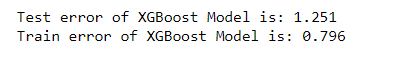 Test error of XGBoost Model is: 1.251
Train error of XGBoost Model is: 0.796